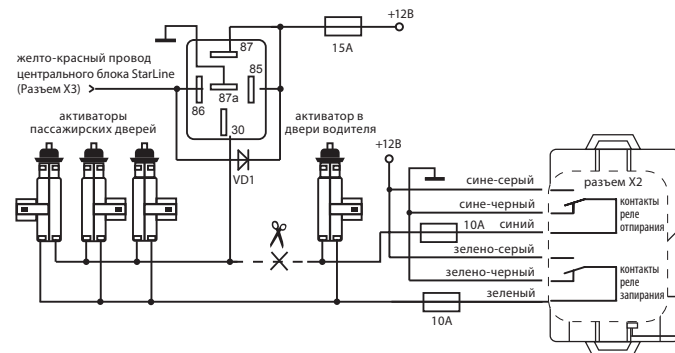 +12В
15А
87
85
87а
86
30
VD1
желто-красный провод
центрального блока StarLine
(Разъем X3)
активаторы
пассажирских дверей
активатор в
двери водителя
+12В
сине-серый
сине-черный
синий
10А
зелено-серый
зелено-черный
зеленый
10А
разъем X2
контакты
реле
отпирания
контакты
реле
запирания